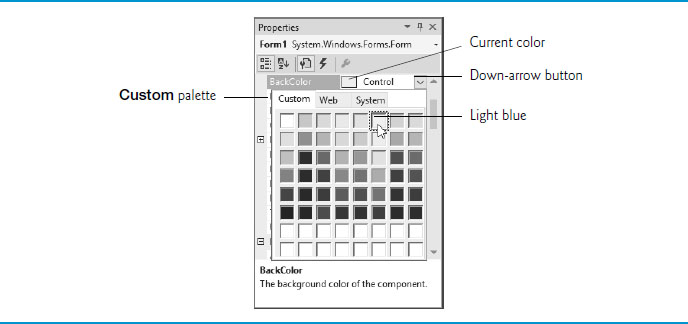 Properties
Form1 System.Windows.Forms.Form
Current color
BackColor Control
Down-arrow button
Custom palette
Custom Web System
Light blue
BackColor
The background color of the component.